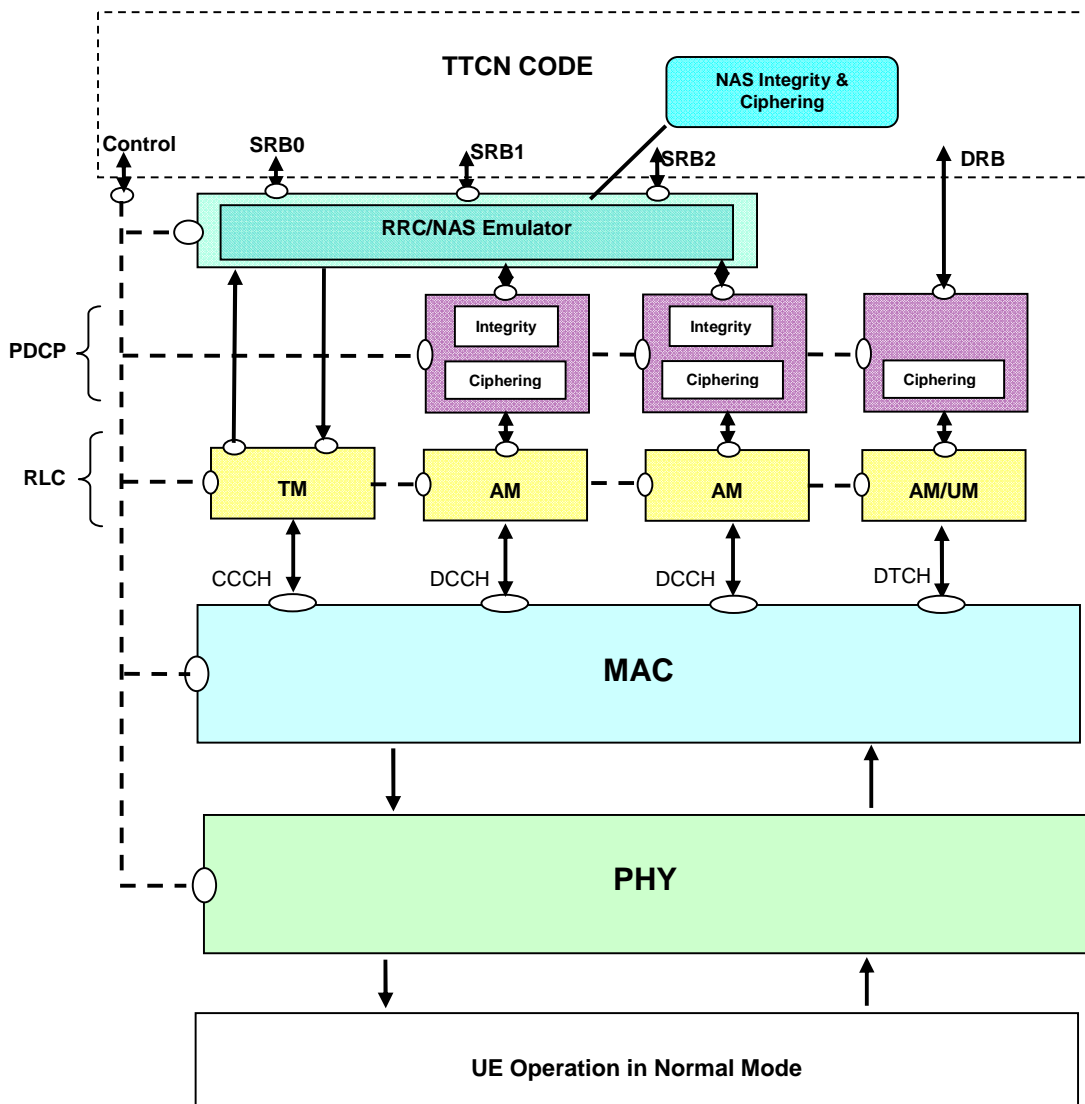 TTCN CODE
NAS Integrity &
Ciphering
Control
SRB0
SRB1
SRB2
DRB
RRC/NAS Emulator
PDCP
Integrity
Integrity
Ciphering
Ciphering
Ciphering
RLC
TM
AM
AM
AM/UM
CCCH
DCCH
DCCH
DTCH
MAC
PHY
UE Operation in Normal Mode